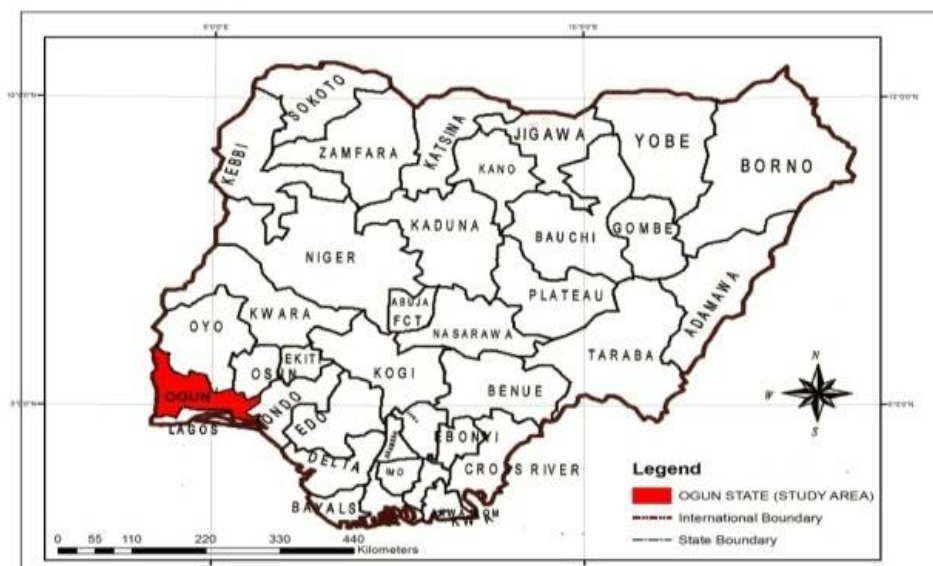 SOKOTO
KEBBI
ZAMFARA
KATSINA
JIGAWA
KANO
YOBE
BORNO
KADUNA
BAUCHI
GOMBE
NIGER
ADAMAWA
PLATEAU
ABUJA
FCT
KWARA
OYO
NASARAWA
TARABA
EKITI
OSUN
KOGI
BENUE
OGUN
ONDO
EDO
LAGOS
EBONYI
DELTA
IMO
CROSS RIVER
BAYALS
N
W
E
S
Legend
OGUN STATE (STUDY AREA)
International Boundary
State Boundary
0 55 110 220 330 440
Kilometers